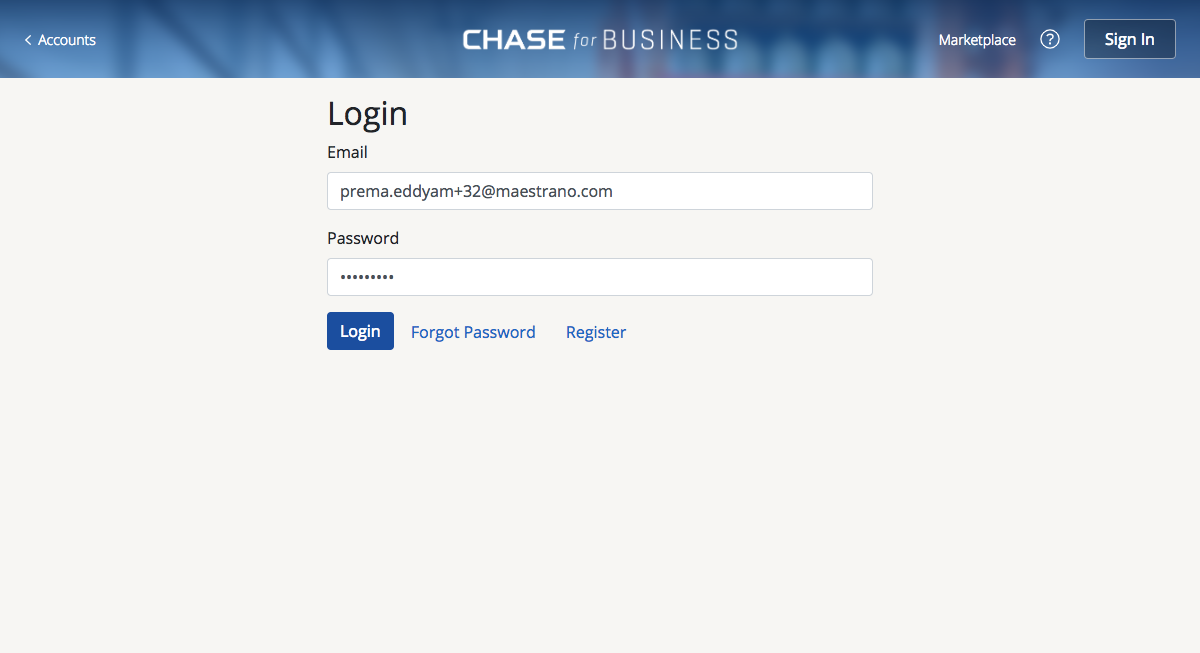 Accounts
CHASE for BUSINESS
Marketplace
?
Sign In
Login
Email
prema.eddyam+32@maestrano.com
Password
•••••••••
Login
Forgot Password
Register